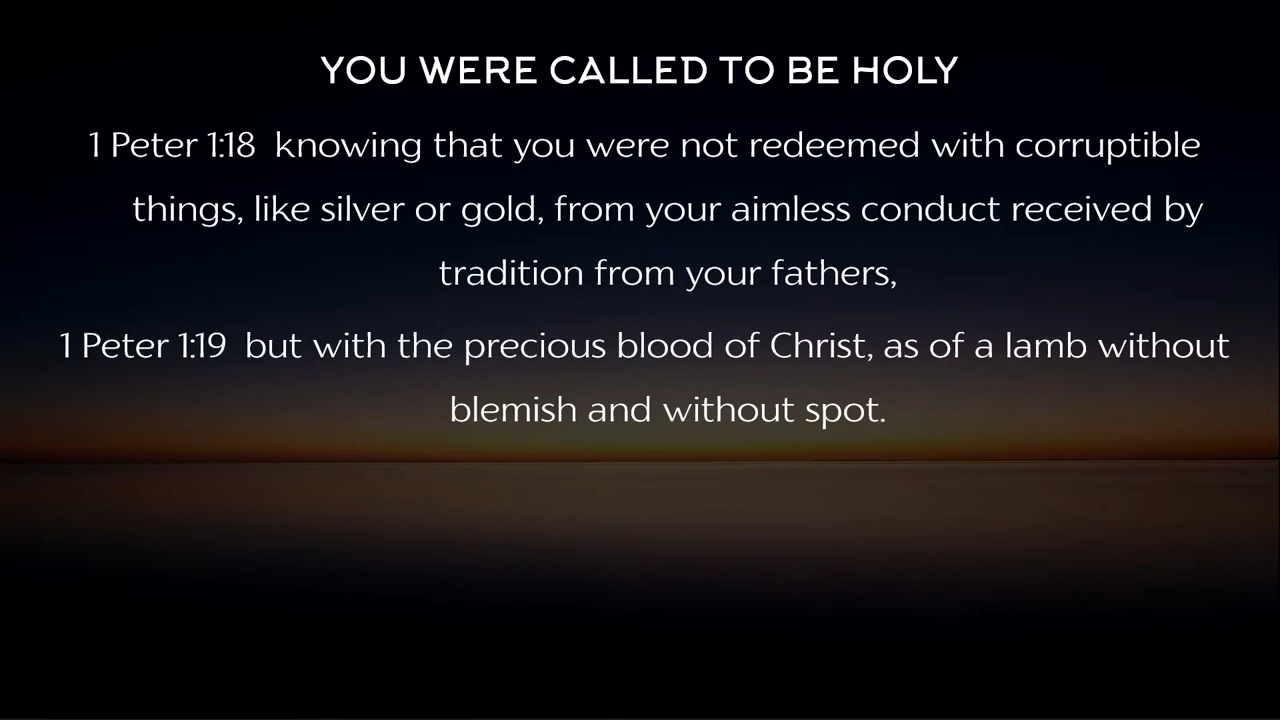 YOU WERE CALLED TO BE HOLY
1 Peter 1:18 knowing that you were not redeemed with corruptible
things, like silver or gold, from your aimless conduct received by
tradition from your fathers,
1 Peter 1:19 but with the precious blood of Christ, as of a lamb without
blemish and without spot.